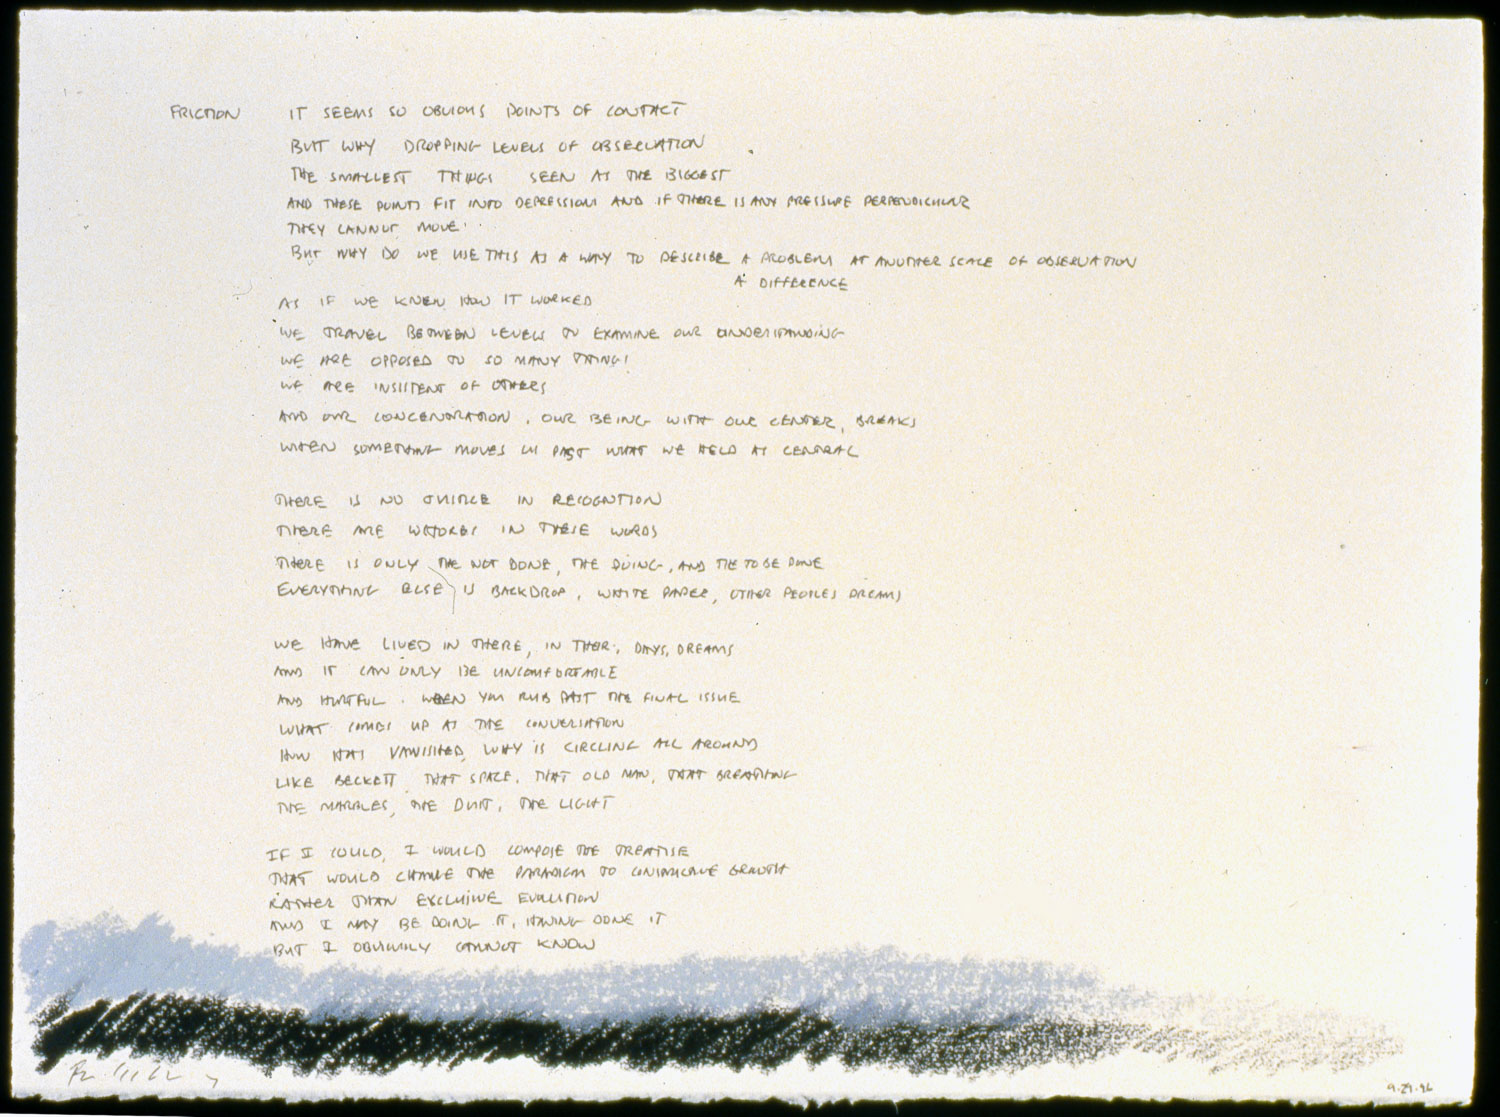 FRICTION IT SEEMS SO OBVIOUS POINTS OF CONTACT
BUT WHY DROPPING LEVELS OF OBSERVATION
THE SMALLEST THINGS SEEN AS THE BIGGEST
AND THESE POINTS FIT INTO DEPRESSIONS AND IF THERE IS ANY PRESSURE PERPENDICULAR
THEY CANNOT MOVE
BUT WHY DO WE USE THIS AS A WAY TO DESCRIBE A PROBLEM AT ANOTHER SCALE OF OBSERVATION
A DIFFERENCE
AS IF WE KNEW HOW IT WORKED
WE TRAVEL BETWEEN LEVELS TO EXAMINE OUR UNDERSTANDING
WE ARE OPPOSED TO SO MANY THINGS
WE ARE INSISTENT OF OTHERS
AND OUR CONCENTRATION, OUR BEING WITH OUR CENTER, BREAKS
WHEN SOMETHING MOVES US PAST WHAT WE HELD AS CENTRAL
THERE IS NO IN RECOGNITION
THERE ARE IN THESE WORDS
THERE IS ONLY THE NOT DONE, THE DOING, AND THE TO BE DONE
EVERYTHING ELSE IS BACKDROP, WHITE PAPER, OTHER PEOPLES DREAMS
WE HAVE LIVED IN THERE, IN THEIR, DAYS, DREAMS
AND IT CAN ONLY BE UNCOMFORTABLE
AND HURTFUL. WHEN YOU RUB PAST THE FINAL ISSUE
WHAT COMES UP AS THE CONVERSATION
HOW HAS VANISHED, WHY IS CIRCLING ALL AROUND
LIKE BECKETT, THAT SPACE, THAT OLD MAN, THAT BREATHING
THE MARBLES, THE DUST, THE LIGHT
IF I COULD, I WOULD COMPOSE THE TREATISE
THAT WOULD CHANGE THE PARADIGM TO GROWTH
RATHER THAN EXCLUSIVE EVOLUTION
AND I MAY BE DOING IT, HAVING DONE IT
BUT I OBVIOUSLY CANNOT KNOW
9.29.96